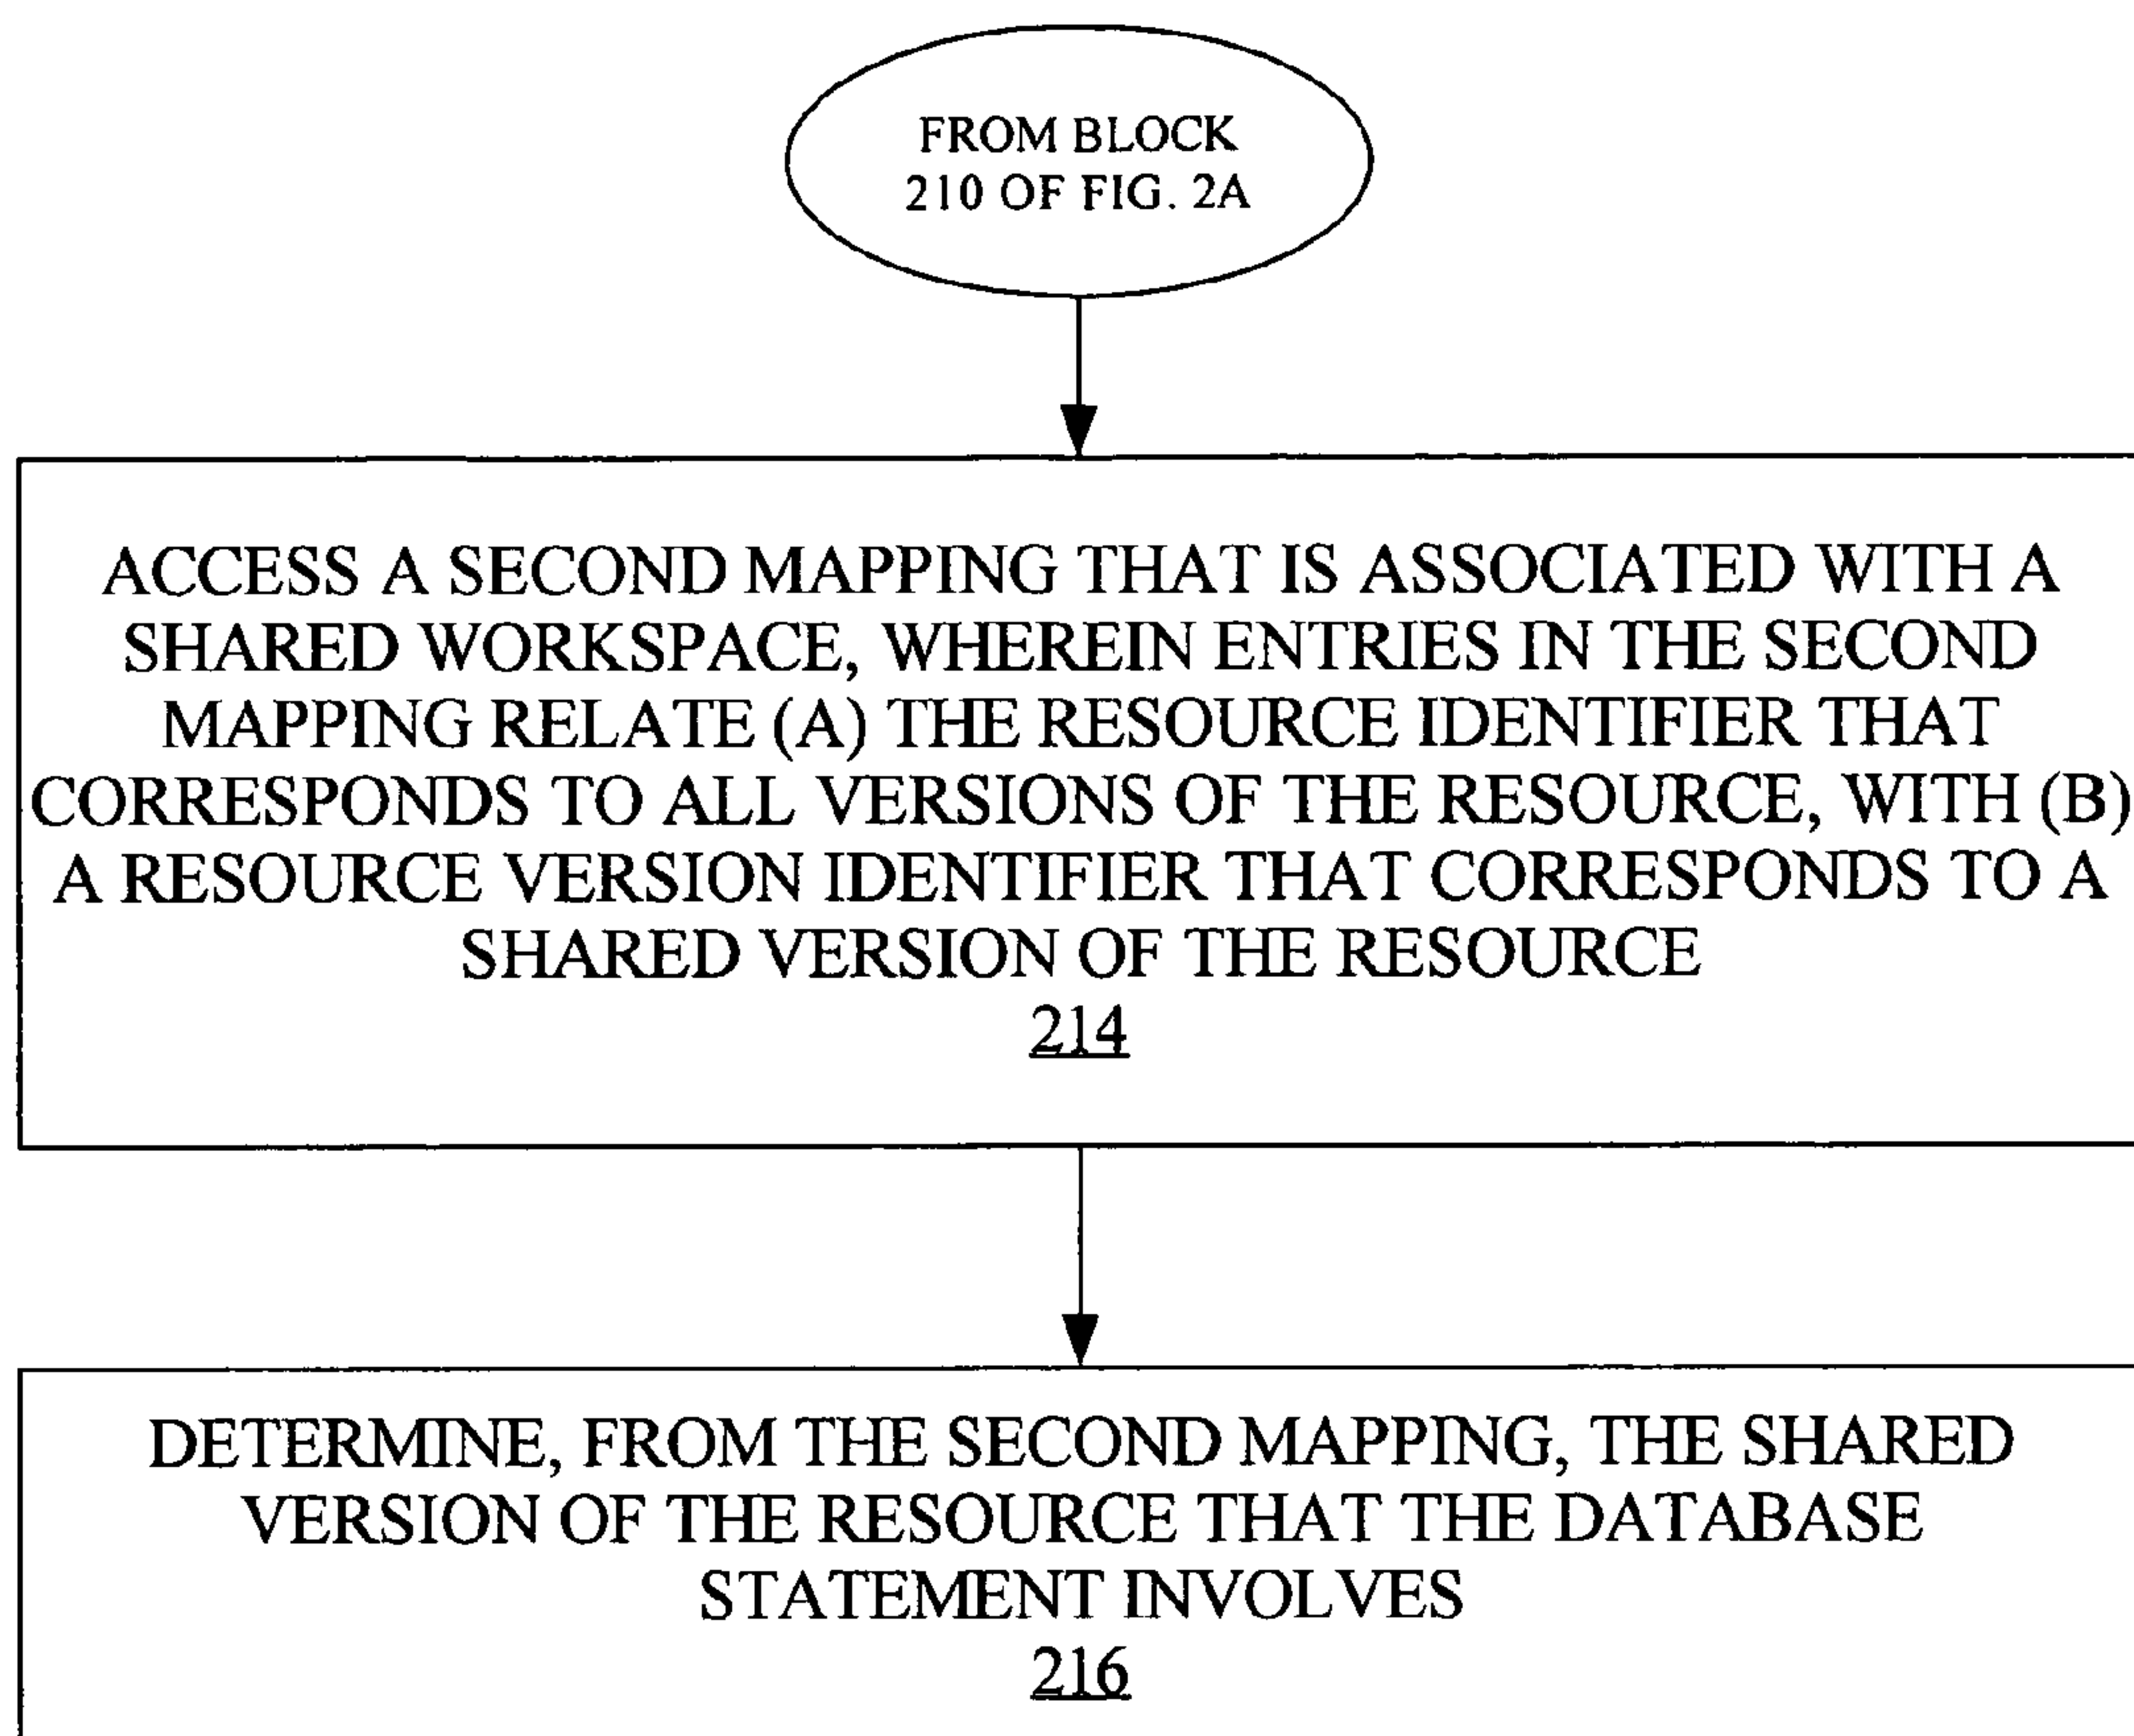 FROM BLOCK
210 OF FIG. 2A
ACCESS A SECOND MAPPING THAT IS ASSOCIATED WITH A
SHARED WORKSPACE, WHEREIN ENTRIES IN THE SECOND
MAPPING RELATE (A) THE RESOURCE IDENTIFIER THAT
CORRESPONDS TO ALL VERSIONS OF THE RESOURCE, WITH (B)
A RESOURCE VERSION IDENTIFIER THAT CORRESPONDS TO A
SHARED VERSION OF THE RESOURCE
214
DETERMINE, FROM THE SECOND MAPPING, THE SHARED
VERSION OF THE RESOURCE THAT THE DATABASE
STATEMENT INVOLVES
216